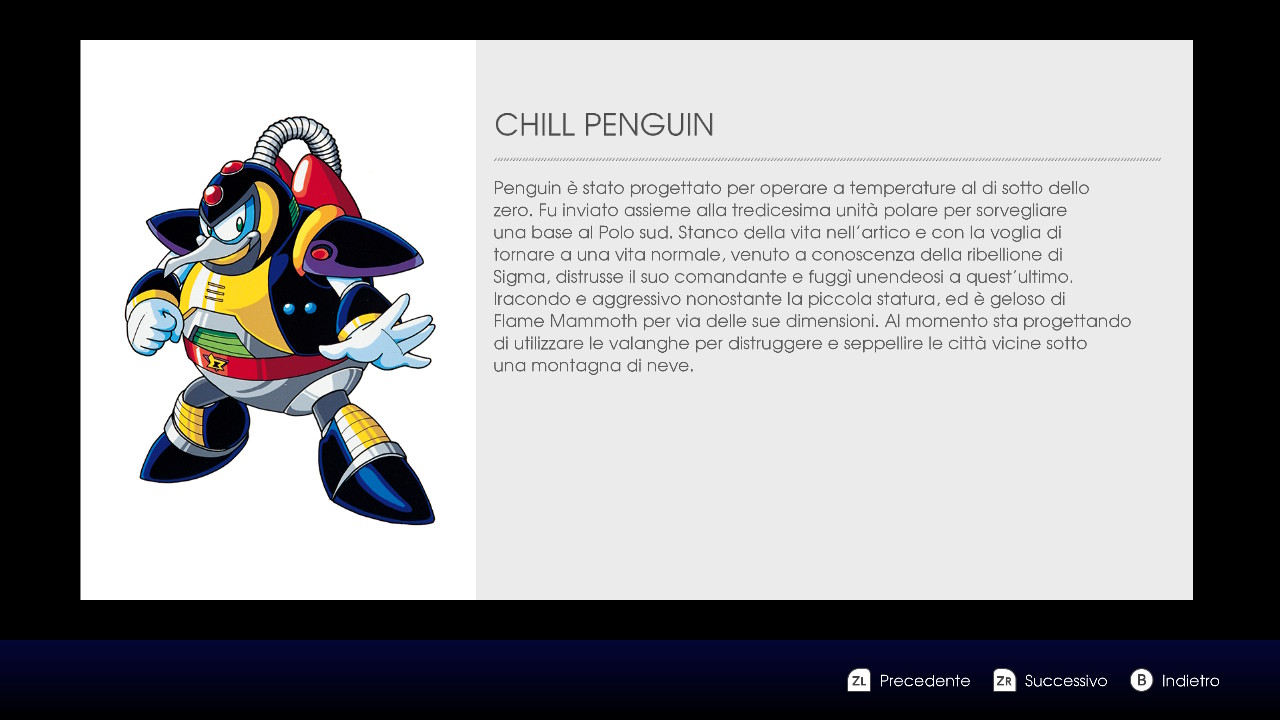 CHILL PENGUIN
Penguin è stato progettato per operare a temperature al di sotto dello
zero. Fu inviato assieme alla tredicesima unità polare per sorvegliare
una base al Polo sud. Stanco della vita nell'artico e con la voglia di
tornare a una vita normale, venuto a conoscenza della ribellione di
Sigma, distrusse il suo comandante e fuggì unendeosi a quest'ultimo.
Iracondo e aggressivo nonostante la piccola statura, ed è geloso di
Flame Mammoth per via delle sue dimensioni. Al momento sta progettando
di utilizzare le valanghe per distruggere e seppellire le città vicine sotto
una montagna di neve.
ZL Precedente ZR Successivo B Indietro